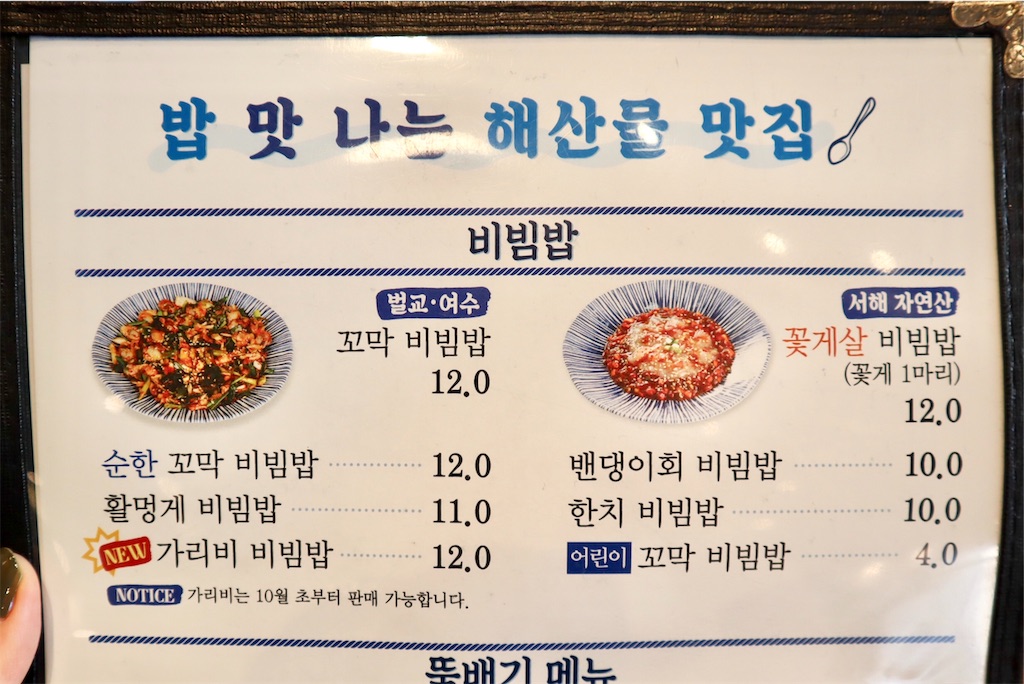 밥 맛 나는 해산물 맛집
비빔밥
벌교·여수
꼬막 비빔밥
12.0
서해 자연산
꽃게살 비빔밥
(꽃게 1마리)
12.0
순한 꼬막 비빔밥 12.0
활멍게 비빔밥 11.0
NEW 가리비 비빔밥 12.0
NOTICE 가리비는 10월 초부터 판매 가능합니다.
밴댕이회 비빔밥 10.0
한치 비빔밥 10.0
어린이 꼬막 비빔밥 4.0
뚝배기 메뉴